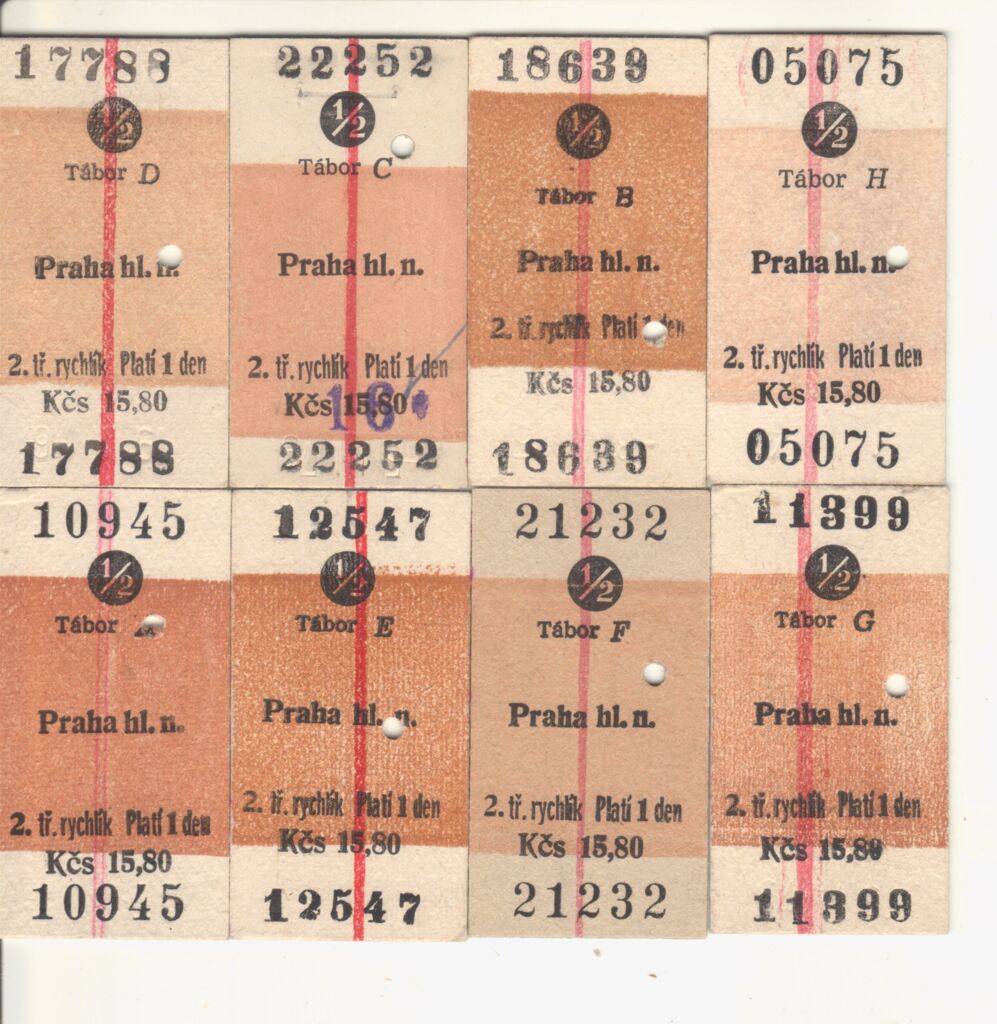 17788
1/2
Tábor D
Praha hl. n.
2. tř. rychlík Platí 1 den
Kčs 15,80
17788
22252
1/2
Tábor C
Praha hl. n.
2. tř. rychlík Platí 1 den
Kčs 15,80
22252
18639
1/2
Tábor B
Praha hl. n.
2. tř. rychlík Platí 1 den
Kčs 15,80
18639
05075
1/2
Tábor H
Praha hl. n.
2. tř. rychlík Platí 1 den
Kčs 15,80
05075
10945
1/2
Tábor
Praha hl. n.
2. tř. rychlík Platí 1 den
Kčs 15,80
10945
12547
1/2
Tábor E
Praha hl. n.
2. tř. rychlík Platí 1 den
Kčs 15,80
12547
21232
1/2
Tábor F
Praha hl. n.
2. tř. rychlík Platí 1 den
Kčs 15,80
21232
11399
1/2
Tábor G
Praha hl. n.
2. tř. rychlík Platí 1 den
Kčs 15,80
11399